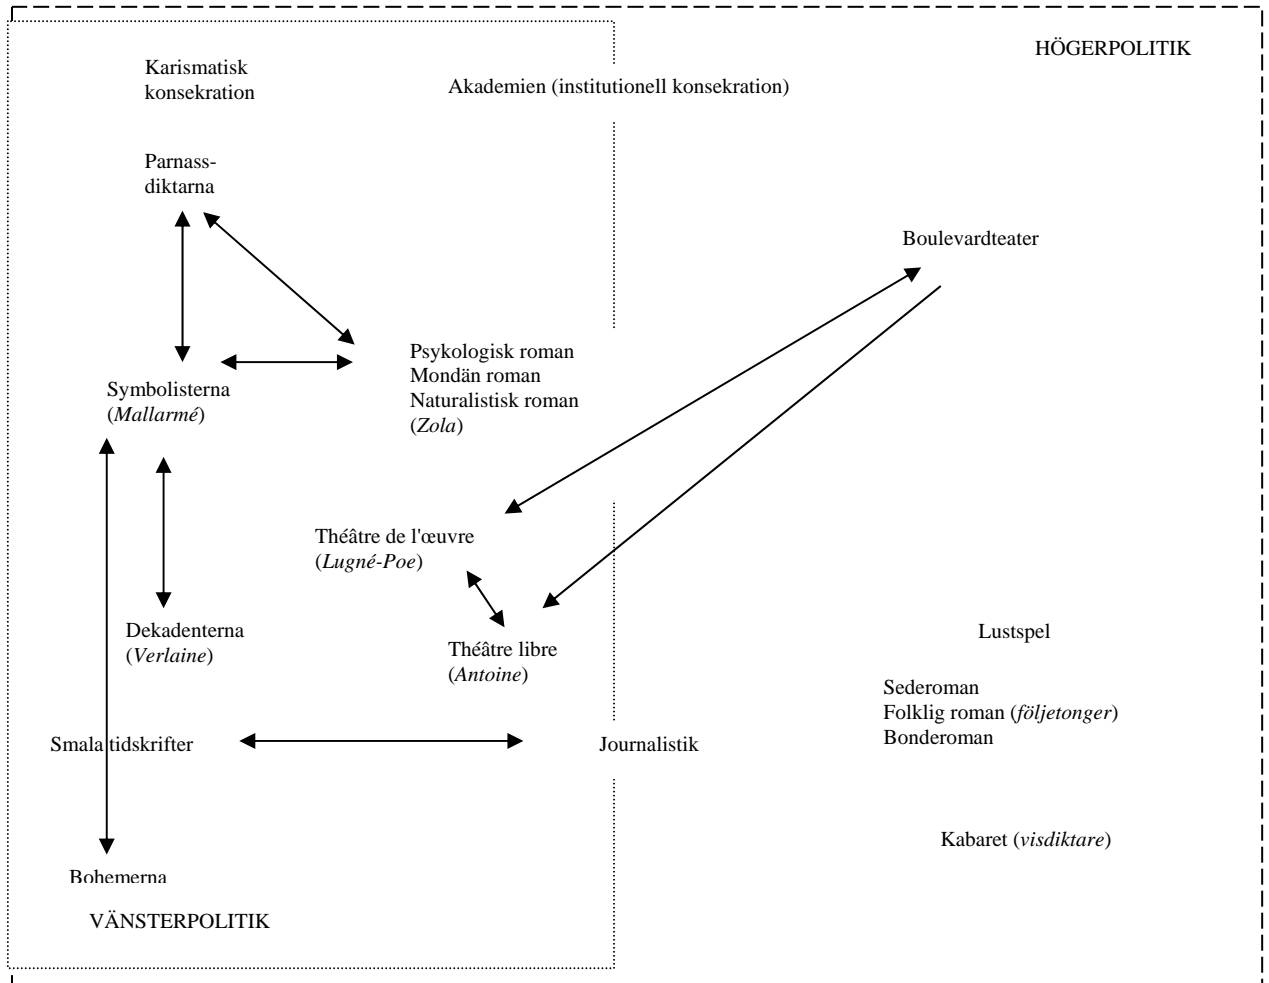 HÖGERPOLITIK
Karismatisk
konsekration
Akademien (institutionell konsekration)
Parnass-
diktarna
Boulevardteater
Psykologisk roman
Mondän roman
Naturalistisk roman
(Zola)
Symbolisterna
(Mallarmé)
Théâtre de l'œuvre
(Lugné-Poe)
Dekadenterna
(Verlaine)
Théâtre libre
(Antoine)
Lustspel
Sederoman
Folklig roman (följetonger)
Bonderoman
Smala tidskrifter
Journalistik
Kabaret (visdiktare)
Bohemerna
VÄNSTERPOLITIK